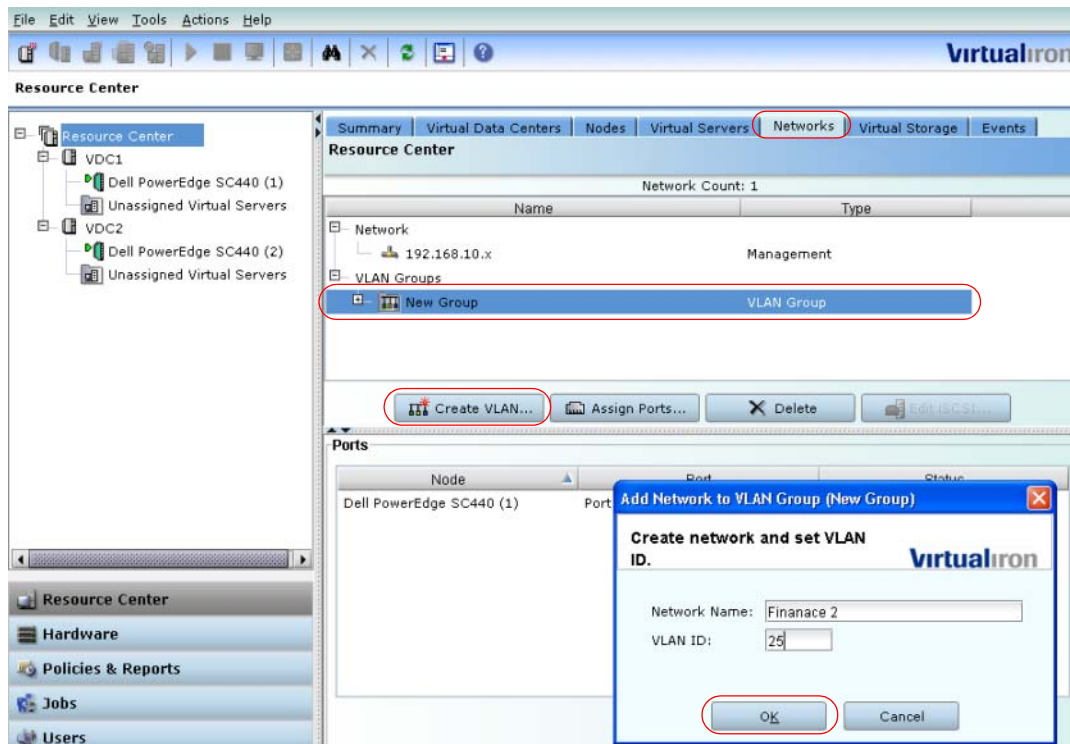 File Edit View Tools Actions Help
Virtualiron
Resource Center
Resource Center
VDC1
Dell PowerEdge SC440 (1)
Unassigned Virtual Servers
VDC2
Dell PowerEdge SC440 (2)
Unassigned Virtual Servers
Resource Center
Hardware
Policies & Reports
Jobs
Users
Summary Virtual Data Centers Nodes Virtual Servers Networks Virtual Storage Events
Resource Center
Network Count: 1
Name Type
Network
192.168.10.x Management
VLAN Groups
New Group VLAN Group
Create VLAN... Assign Ports... Delete Edit iSCSI...
Ports
Node Port Status
Dell PowerEdge SC440 (1) Port
Add Network to VLAN Group (New Group)
Create network and set VLAN
ID.
Virtualiron
Network Name: Finanace 2
VLAN ID: 25
OK Cancel